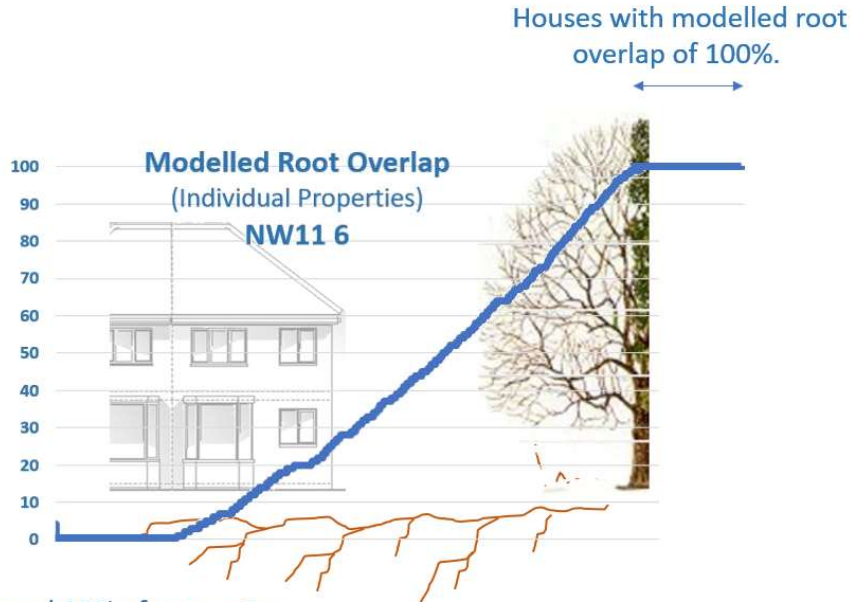 Houses with modelled root
overlap of 100%.
Modelled Root Overlap
(Individual Properties)
NW11 6
100
90
80
70
60
50
40
30
20
10
0